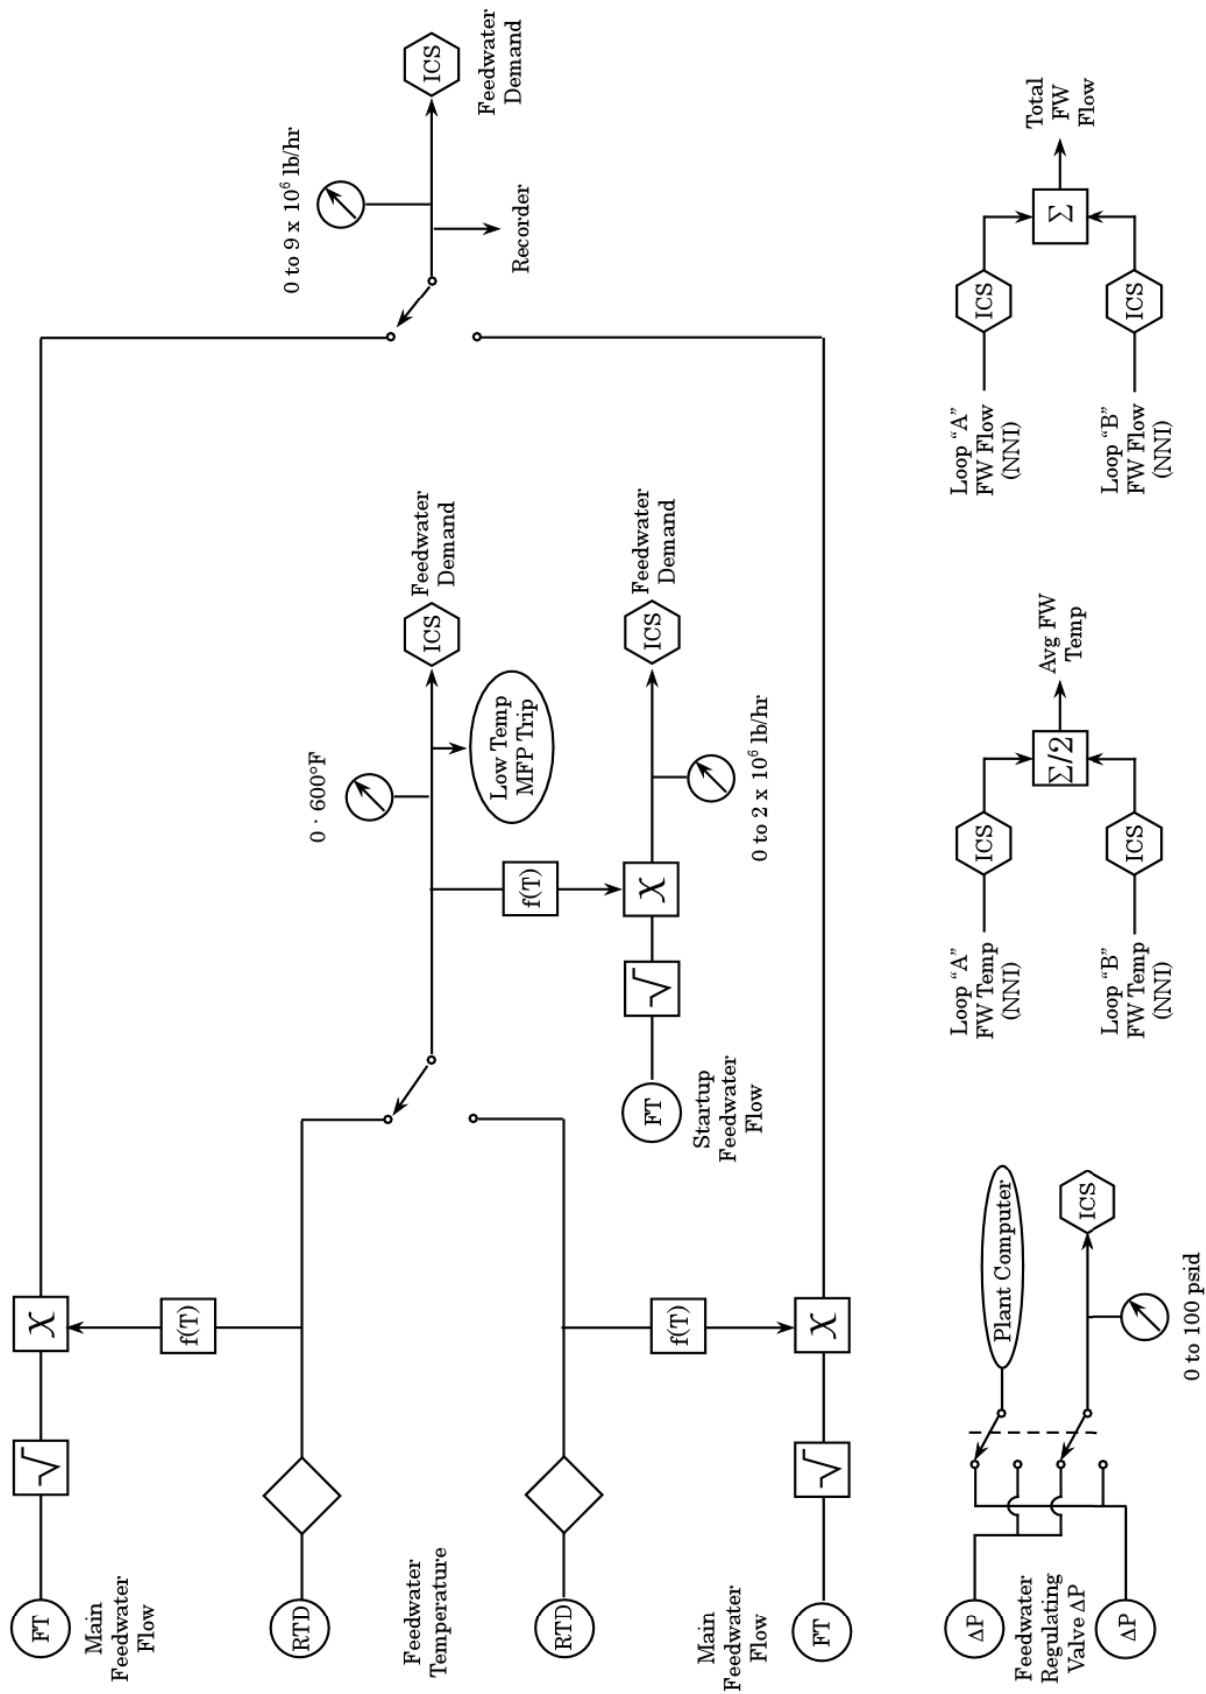 FT
Main
Feedwater
Flow
√
χ
f(T)
RTD
Feedwater
Temperature
RTD
f(T)
Main
Feedwater
Flow
FT
√
χ
0 · 600°F
Low Temp
MFP Trip
ICS
Feedwater
Demand
f(T)
FT
Startup
Feedwater
Flow
√
χ
0 to 2 x 10⁶ lb/hr
ICS
Feedwater
Demand
0 to 9 x 10⁶ lb/hr
Recorder
ICS
Feedwater
Demand
ΔP
Feedwater
Regulating
Valve ΔP
ΔP
Plant Computer
ICS
0 to 100 psid
Loop “A”
FW Temp
(NNI)
ICS
Loop “B”
FW Temp
(NNI)
ICS
Σ/2
Avg FW
Temp
Loop “A”
FW Flow
(NNI)
ICS
Loop “B”
FW Flow
(NNI)
ICS
Σ
Total
FW
Flow